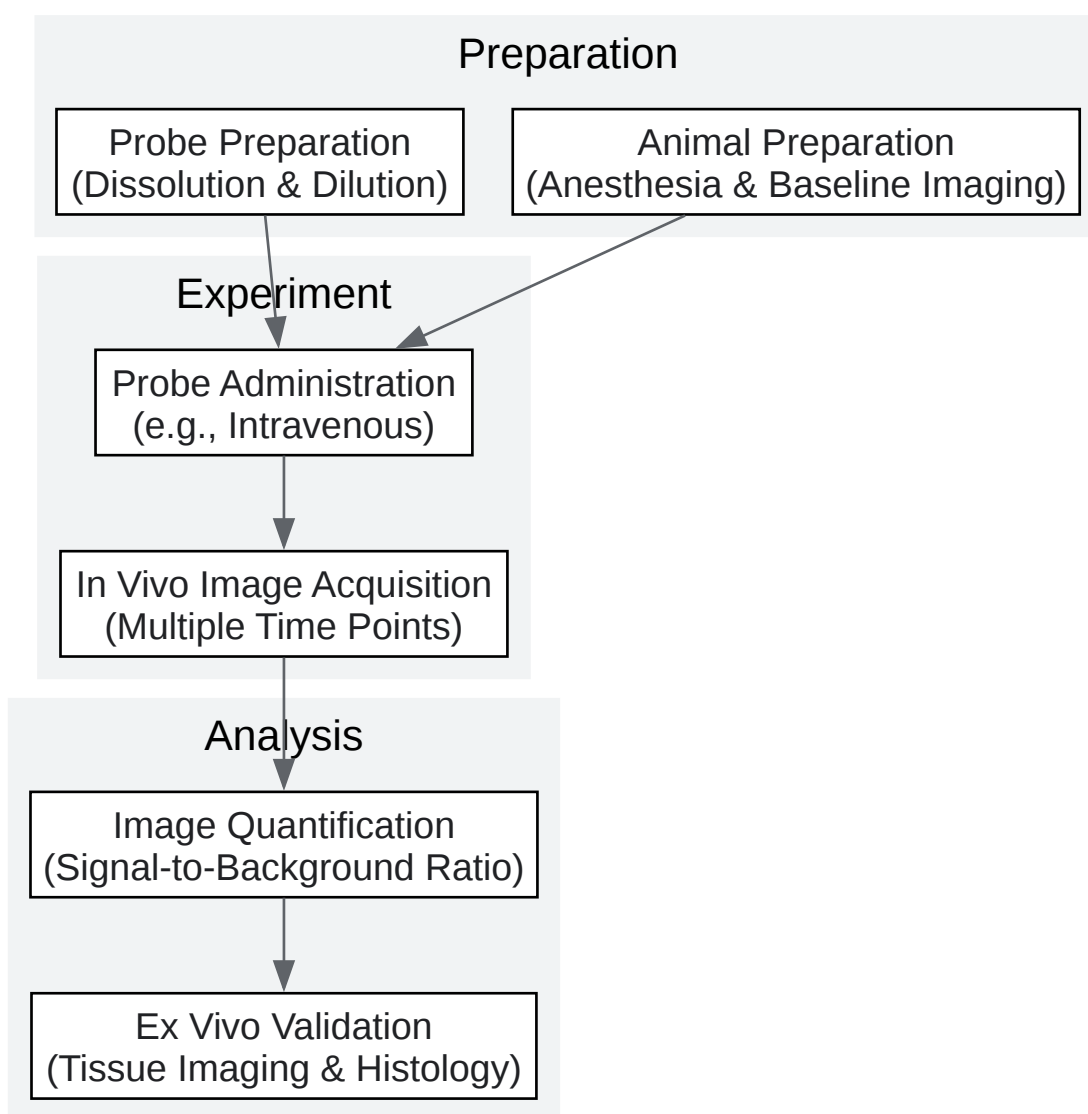 Preparation
Probe Preparation
(Dissolution & Dilution)
Animal Preparation
(Anesthesia & Baseline Imaging)
Experiment
Probe Administration
(e.g., Intravenous)
In Vivo Image Acquisition
(Multiple Time Points)
Analysis
Image Quantification
(Signal-to-Background Ratio)
Ex Vivo Validation
(Tissue Imaging & Histology)